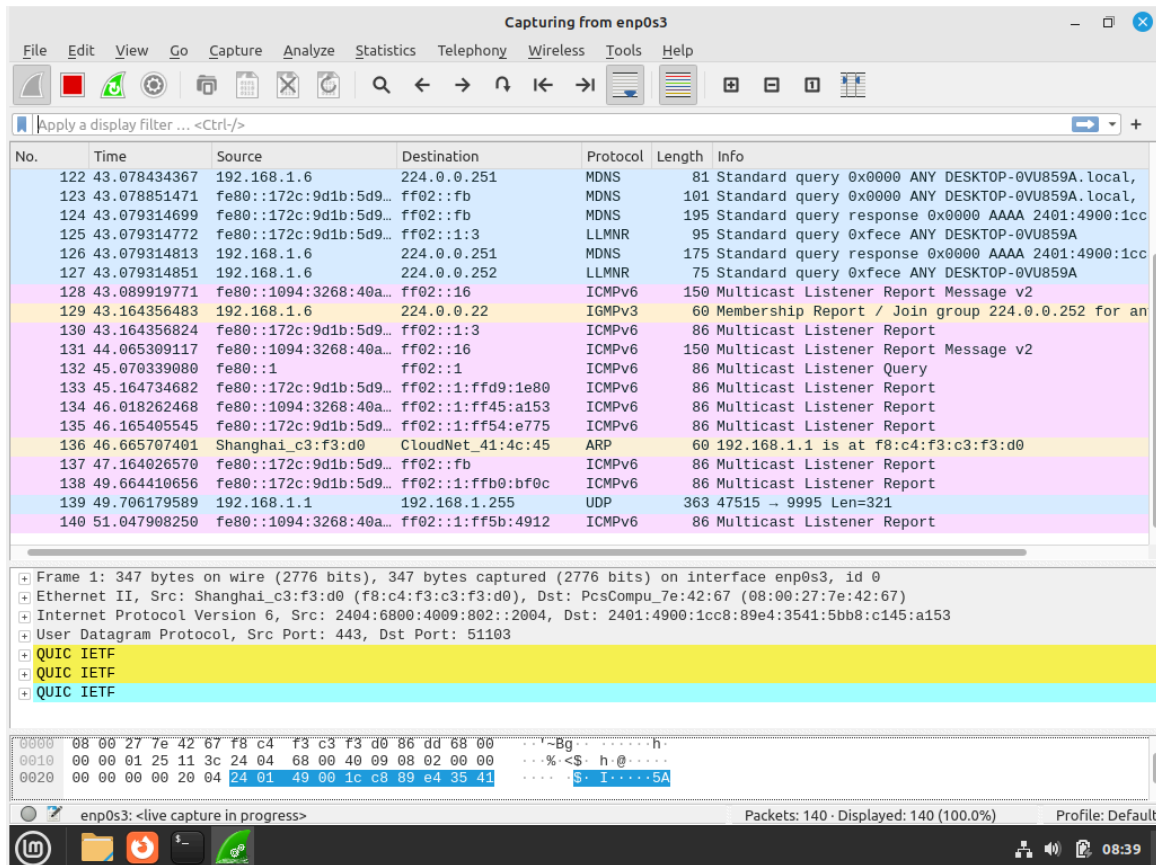 Capturing from enp0s3
File Edit View Go Capture Analyze Statistics Telephony Wireless Tools Help
Apply a display filter … <Ctrl-/>
No. Time Source Destination Protocol Length Info
122 43.078434367 192.168.1.6 224.0.0.251 MDNS 81 Standard query 0x0000 ANY DESKTOP-0VU859A.local,
123 43.078851471 fe80::172c:9d1b:5d9… ff02::fb MDNS 101 Standard query 0x0000 ANY DESKTOP-0VU859A.local,
124 43.079314699 fe80::172c:9d1b:5d9… ff02::fb MDNS 195 Standard query response 0x0000 AAAA 2401:4900:1cc
125 43.079314772 fe80::172c:9d1b:5d9… ff02::1:3 LLMNR 95 Standard query 0xfece ANY DESKTOP-0VU859A
126 43.079314813 192.168.1.6 224.0.0.251 MDNS 175 Standard query response 0x0000 AAAA 2401:4900:1cc
127 43.079314851 192.168.1.6 224.0.0.252 LLMNR 75 Standard query 0xfece ANY DESKTOP-0VU859A
128 43.089919771 fe80::1094:3268:40a… ff02::16 ICMPv6 150 Multicast Listener Report Message v2
129 43.164356483 192.168.1.6 224.0.0.22 IGMPv3 60 Membership Report / Join group 224.0.0.252 for an
130 43.164356824 fe80::172c:9d1b:5d9… ff02::1:3 ICMPv6 86 Multicast Listener Report
131 44.065309117 fe80::1094:3268:40a… ff02::16 ICMPv6 150 Multicast Listener Report Message v2
132 45.070339080 fe80::1 ff02::1 ICMPv6 86 Multicast Listener Query
133 45.164734682 fe80::172c:9d1b:5d9… ff02::1:ffd9:1e80 ICMPv6 86 Multicast Listener Report
134 46.018262468 fe80::1094:3268:40a… ff02::1:ff45:a153 ICMPv6 86 Multicast Listener Report
135 46.165405545 fe80::172c:9d1b:5d9… ff02::1:ff54:e775 ICMPv6 86 Multicast Listener Report
136 46.665707401 Shanghai_c3:f3:d0 CloudNet_41:4c:45 ARP 60 192.168.1.1 is at f8:c4:f3:c3:f3:d0
137 47.164026570 fe80::172c:9d1b:5d9… ff02::fb ICMPv6 86 Multicast Listener Report
138 49.664410656 fe80::172c:9d1b:5d9… ff02::1:ffb0:bf0c ICMPv6 86 Multicast Listener Report
139 49.706179589 192.168.1.1 192.168.1.255 UDP 363 47515 → 9995 Len=321
140 51.047908250 fe80::1094:3268:40a… ff02::1:ff5b:4912 ICMPv6 86 Multicast Listener Report
Frame 1: 347 bytes on wire (2776 bits), 347 bytes captured (2776 bits) on interface enp0s3, id 0
Ethernet II, Src: Shanghai_c3:f3:d0 (f8:c4:f3:c3:f3:d0), Dst: PcsCompu_7e:42:67 (08:00:27:7e:42:67)
Internet Protocol Version 6, Src: 2404:6800:4009:802::2004, Dst: 2401:4900:1cc8:89e4:3541:5bb8:c145:a153
User Datagram Protocol, Src Port: 443, Dst Port: 51103
QUIC IETF
QUIC IETF
QUIC IETF
0000 08 00 27 7e 42 67 f8 c4 f3 c3 f3 d0 86 dd 68 00 ··'~Bg·· ······h·
0010 00 00 01 25 11 3c 24 04 68 00 40 09 08 02 00 00 ···%·<$· h·@·····
0020 00 00 00 00 20 04 24 01 49 00 1c c8 89 e4 35 41 ···· ·$· I·····5A
enp0s3: <live capture in progress> Packets: 140 · Displayed: 140 (100.0%) Profile: Default
08:39